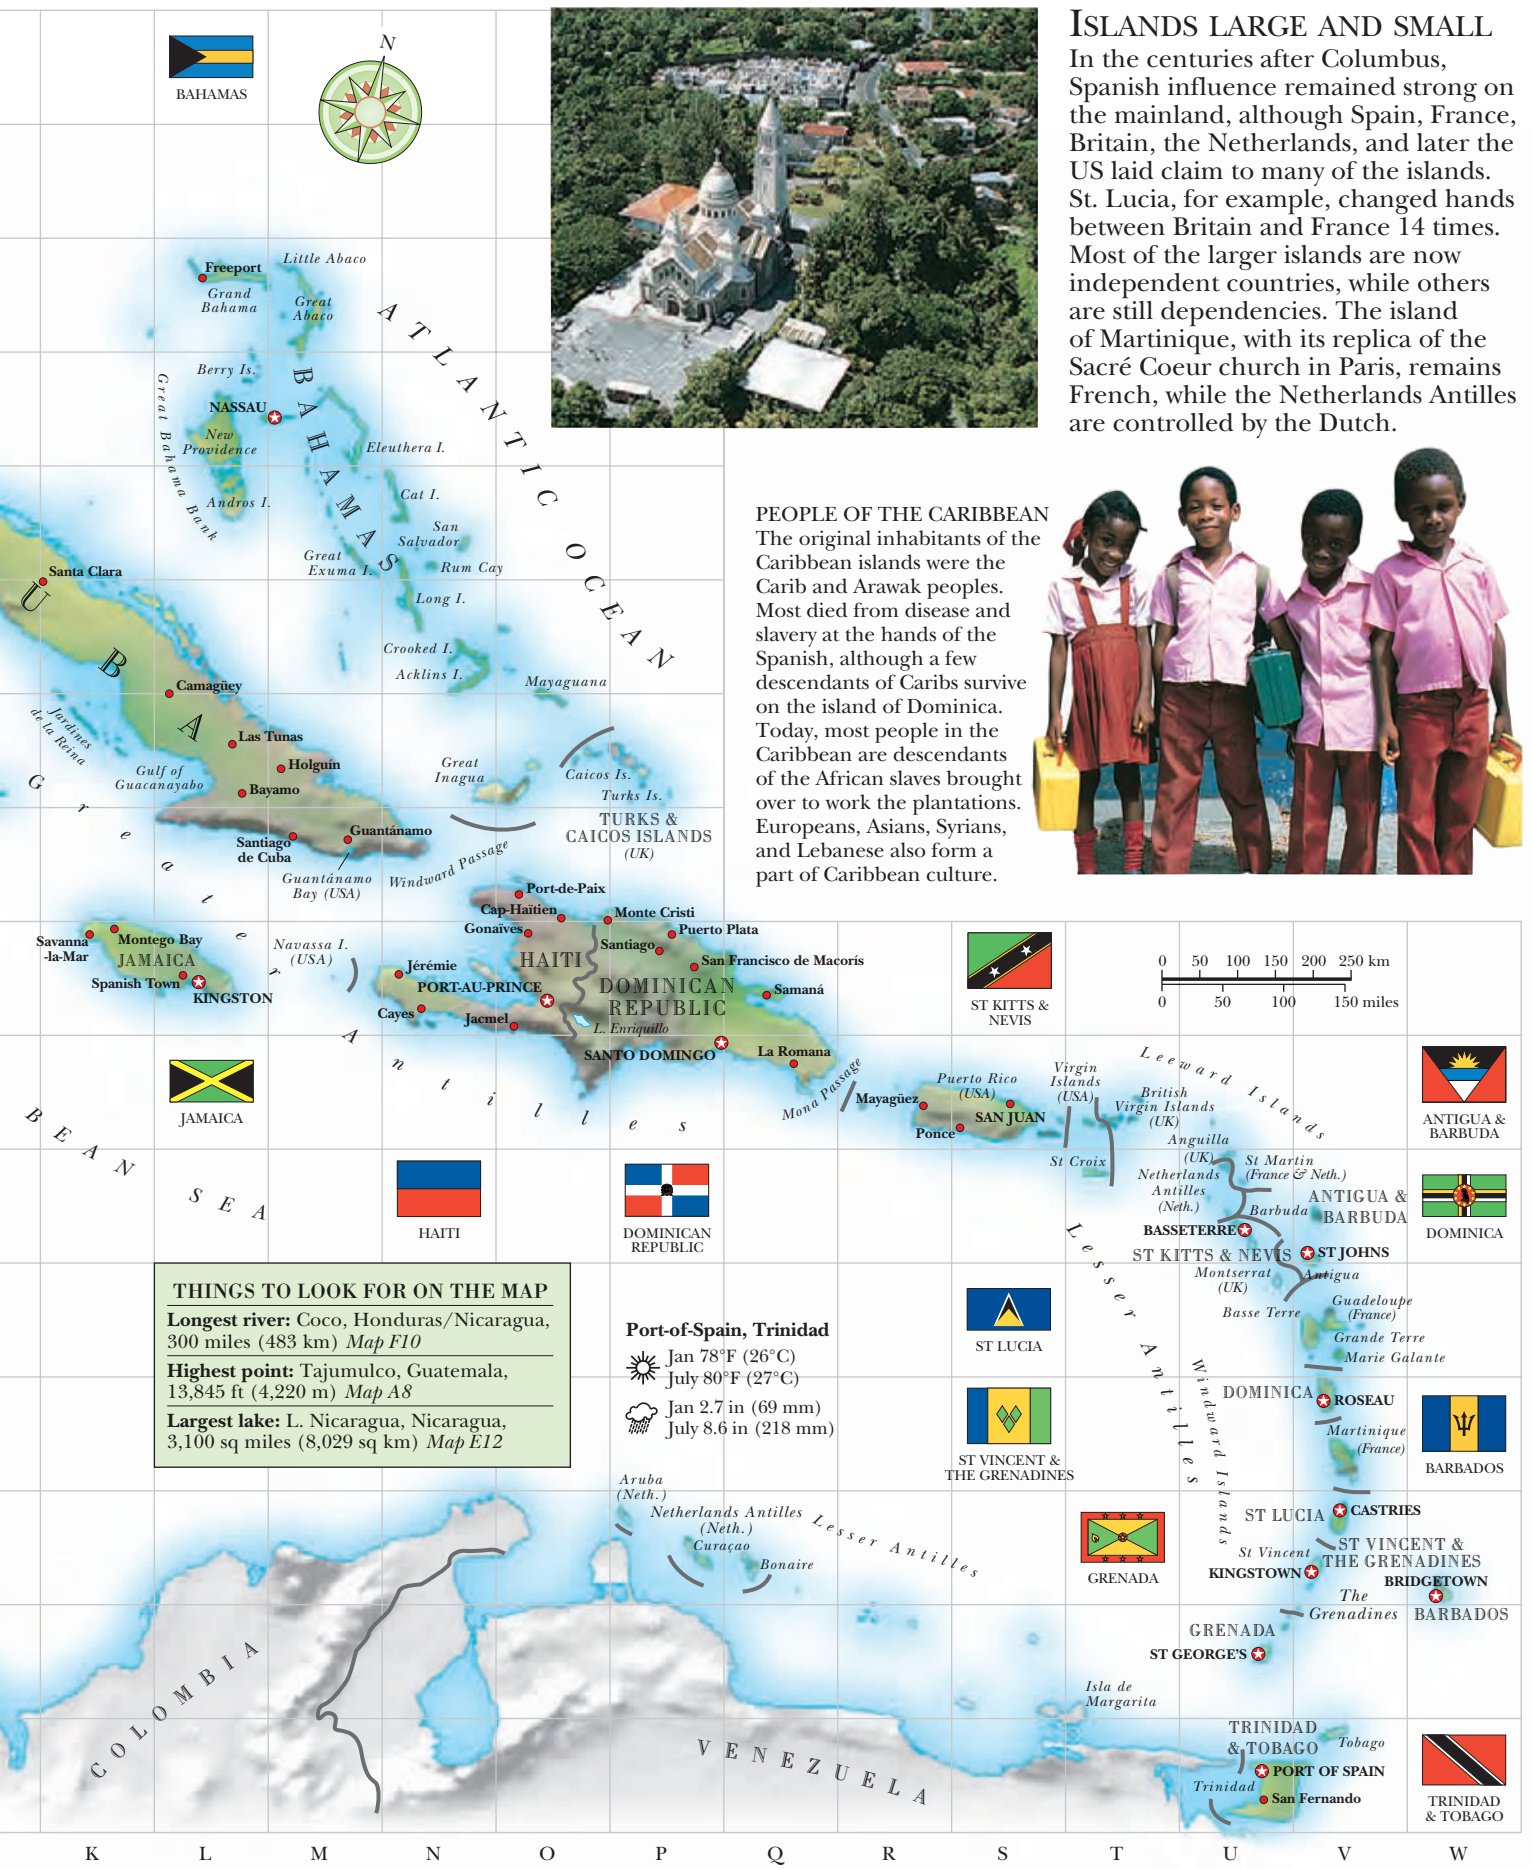 BAHAMAS
N
ISLANDS LARGE AND SMALL
In the centuries after Columbus,
Spanish influence remained strong on
the mainland, although Spain, France,
Britain, the Netherlands, and later the
US laid claim to many of the islands.
St. Lucia, for example, changed hands
between Britain and France 14 times.
Most of the larger islands are now
independent countries, while others
are still dependencies. The island
of Martinique, with its replica of the
Sacré Coeur church in Paris, remains
French, while the Netherlands Antilles
are controlled by the Dutch.
PEOPLE OF THE CARIBBEAN
The original inhabitants of the
Caribbean islands were the
Carib and Arawak peoples.
Most died from disease and
slavery at the hands of the
Spanish, although a few
descendants of Caribs survive
on the island of Dominica.
Today, most people in the
Caribbean are descendants
of the African slaves brought
over to work the plantations.
Europeans, Asians, Syrians,
and Lebanese also form a
part of Caribbean culture.
Freeport
Little Abaco
Grand
Bahama
Great
Abaco
ATLANTIC OCEAN
Berry Is.
BAHAMAS
Great Bahama Bank
NASSAU
New
Providence
Eleuthera I.
Andros I.
Cat I.
San
Salvador
Great
Exuma I.
Rum Cay
Long I.
Santa Clara
UBA
Crooked I.
Acklins I.
Mayaguana
Camagüey
Jardines
de la Reina
Las Tunas
Holguín
Gulf of
Guacanayabo
Bayamo
Great
Inagua
Caicos Is.
Turks Is.
TURKS &
CAICOS ISLANDS
(UK)
Guantánamo
Santiago
de Cuba
Guantánamo
Bay (USA)
Windward Passage
Greater Antilles
Port-de-Paix
Cap-Haïtien
Monte Cristi
Gonaïves
Puerto Plata
Santiago
HAITI
San Francisco de Macorís
Savanna
-la-Mar
Montego Bay
JAMAICA
Spanish Town
KINGSTON
Navassa I.
(USA)
Jérémie
PORT-AU-PRINCE
DOMINICAN
REPUBLIC
Samaná
Cayes
Jacmel
L. Enriquillo
SANTO DOMINGO
La Romana
Mona Passage
ST KITTS &
NEVIS
0 50 100 150 200 250 km
0 50 100 150 miles
JAMAICA
BEAN SEA
HAITI
DOMINICAN
REPUBLIC
Mayagüez
Puerto Rico
(USA)
SAN JUAN
Ponce
Virgin
Islands
(USA)
British
Virgin Islands
(UK)
St Croix
Leeward Islands
Anguilla
(UK)
St Martin
(France & Neth.)
Netherlands
Antilles
(Neth.)
Barbuda
ANTIGUA &
BARBUDA
BASSETERRE
ST KITTS & NEVIS
ST JOHNS
Montserrat
(UK)
Antigua
Basse Terre
Guadeloupe
(France)
Grande Terre
Marie Galante
ANTIGUA &
BARBUDA
DOMINICA
Lesser Antilles
Windward Islands
DOMINICA
ROSEAU
Martinique
(France)
BARBADOS
ST LUCIA
CASTRIES
St Vincent
ST VINCENT &
THE GRENADINES
KINGSTOWN
BRIDGETOWN
The
Grenadines
BARBADOS
GRENADA
ST GEORGE'S
THINGS TO LOOK FOR ON THE MAP
Longest river: Coco, Honduras/Nicaragua,
300 miles (483 km) Map F10
Highest point: Tajumulco, Guatemala,
13,845 ft (4,220 m) Map A8
Largest lake: L. Nicaragua, Nicaragua,
3,100 sq miles (8,029 sq km) Map E12
Port-of-Spain, Trinidad
Jan 78°F (26°C)
July 80°F (27°C)
Jan 2.7 in (69 mm)
July 8.6 in (218 mm)
ST LUCIA
ST VINCENT &
THE GRENADINES
GRENADA
Aruba
(Neth.)
Netherlands Antilles
(Neth.)
Curaçao
Bonaire
Lesser Antilles
COLOMBIA
VENEZUELA
Isla de
Margarita
TRINIDAD
& TOBAGO
Tobago
PORT OF SPAIN
Trinidad
San Fernando
TRINIDAD
& TOBAGO
K L M N O P Q R S T U V W